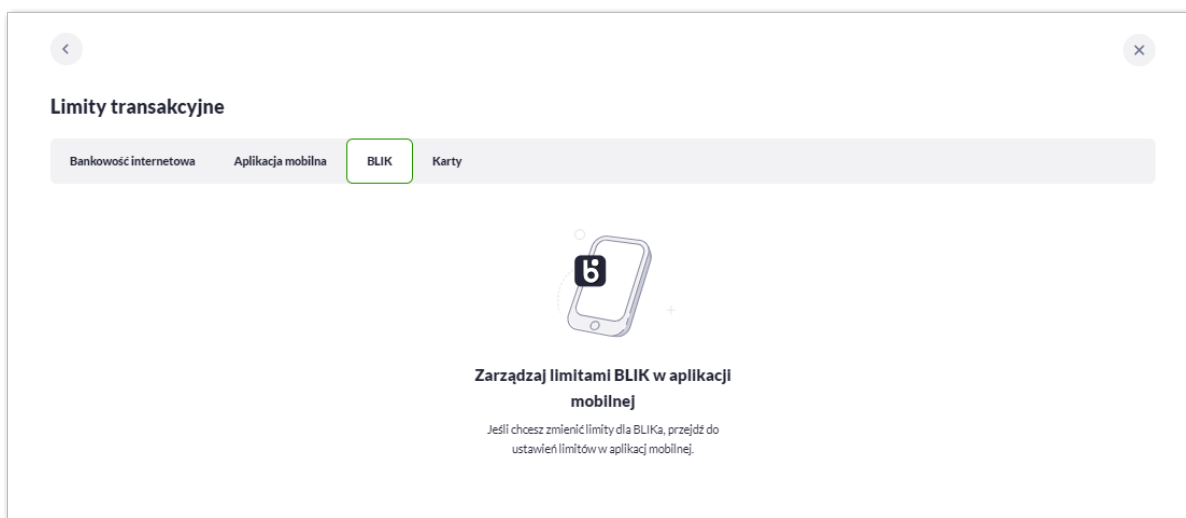 Limity transakcyjne
Bankowość internetowa Aplikacja mobilna BLIK Karty
Zarządzaj limitami BLIK w aplikacji
mobilnej
Jeśli chcesz zmienić limity dla BLIKa, przejdź do
ustawień limitów w aplikacj mobilnej.